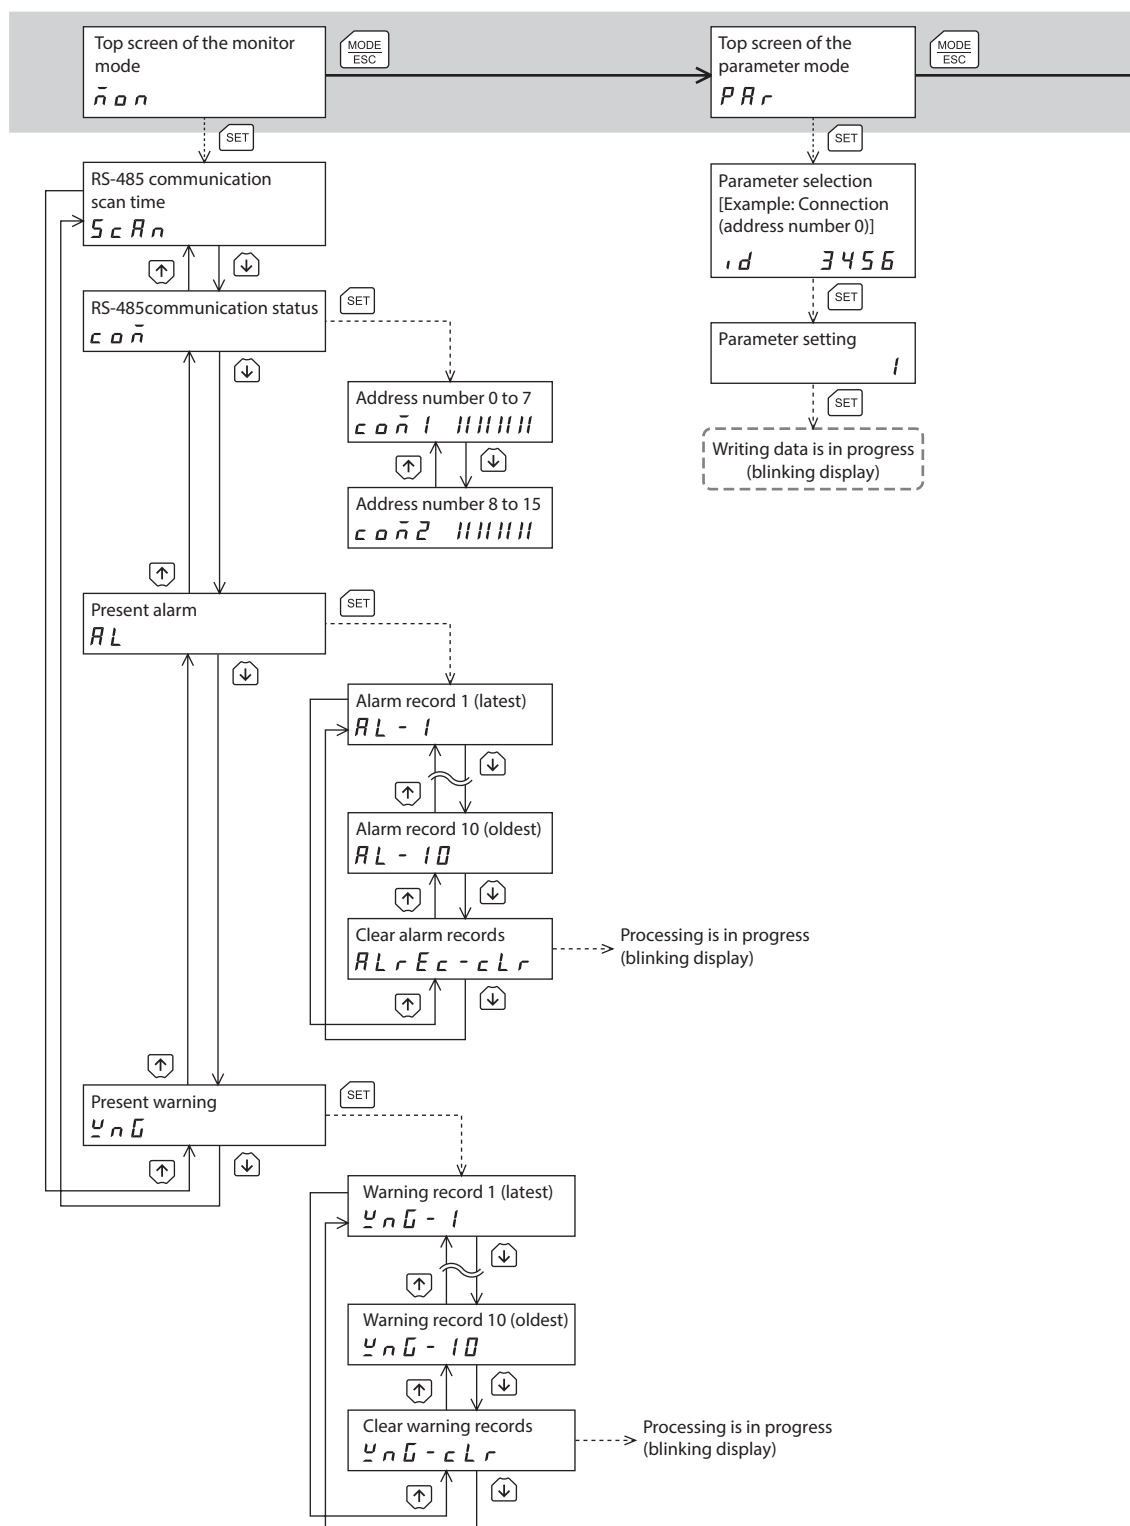 Top screen of the monitor
mode
mon
MODE
ESC
Top screen of the
parameter mode
PAr
MODE
ESC
SET
SET
RS-485 communication
scan time
ScAn
Parameter selection
[Example: Connection
(address number 0)]
id 3456
RS-485communication status
com
SET
SET
Parameter setting
1
SET
Address number 0 to 7
com1 11111111
Writing data is in progress
(blinking display)
Address number 8 to 15
com2 11111111
Present alarm
AL
SET
Alarm record 1 (latest)
AL-1
Alarm record 10 (oldest)
AL-10
Clear alarm records
ALrEc-cLr
Processing is in progress
(blinking display)
Present warning
WnG
SET
Warning record 1 (latest)
WnG-1
Warning record 10 (oldest)
WnG-10
Clear warning records
WnG-cLr
Processing is in progress
(blinking display)